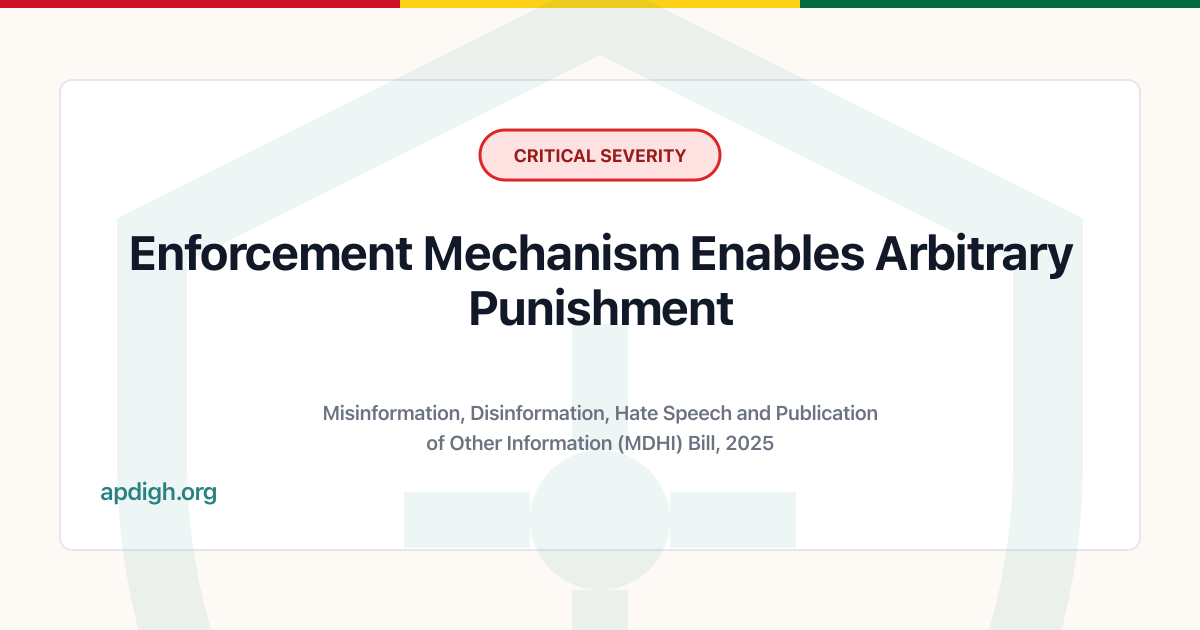 CRITICAL SEVERITY
Enforcement Mechanism Enables Arbitrary
Punishment
Misinformation, Disinformation, Hate Speech and Publication
of Other Information (MDHI) Bill, 2025
apdigh.org